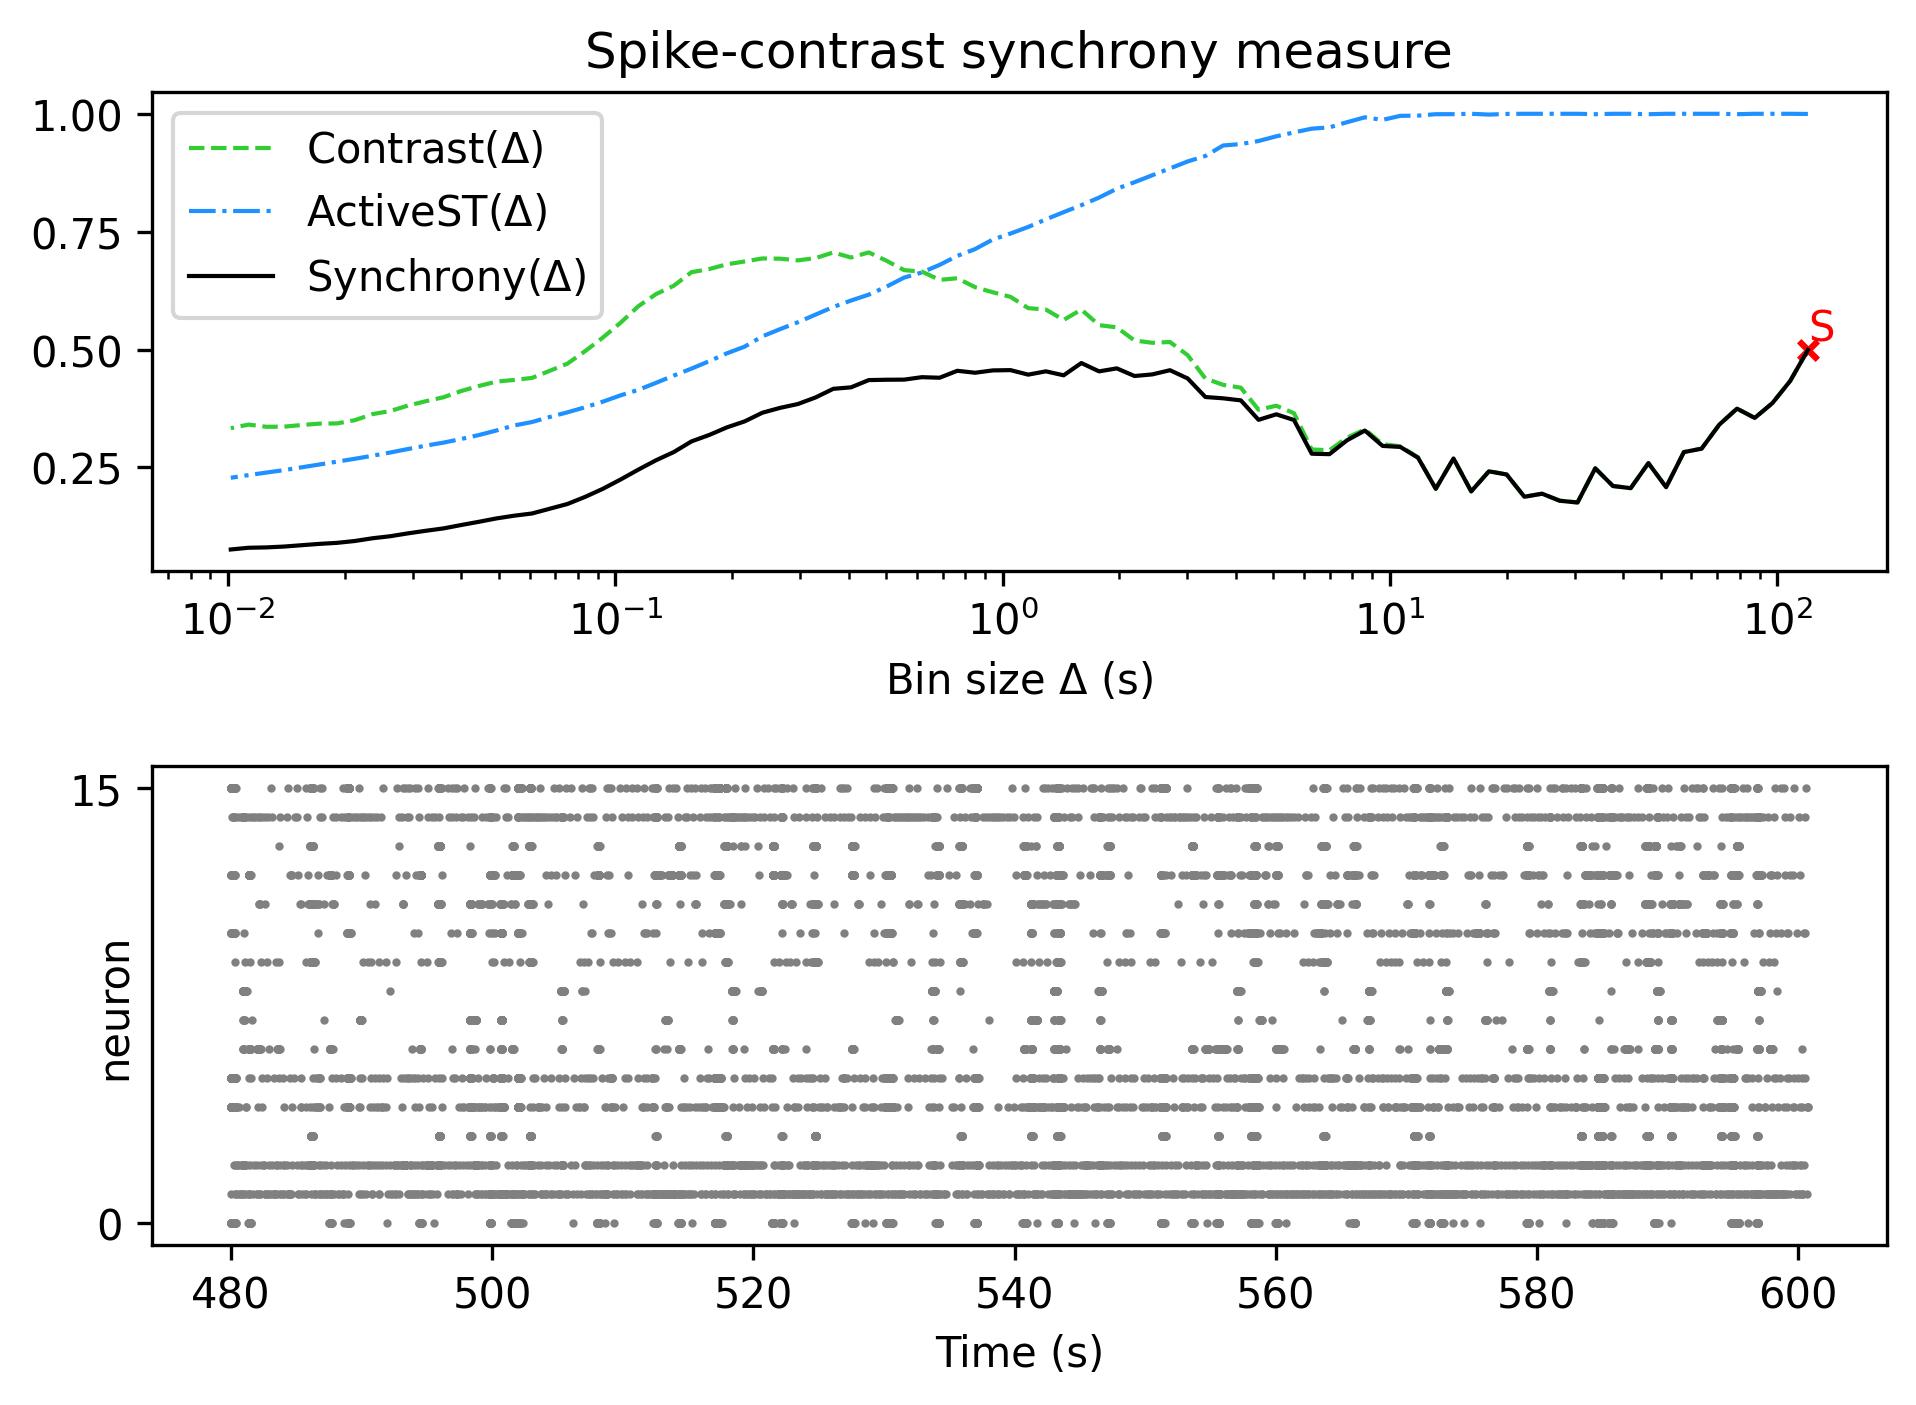 Spike-contrast synchrony measure
1.00
0.75
0.50
0.25
Contrast(Δ)
ActiveST(Δ)
Synchrony(Δ)
S
10⁻² 10⁻¹ 10⁰ 10¹ 10²
Bin size Δ (s)
15
0
neuron
480 500 520 540 560 580 600
Time (s)